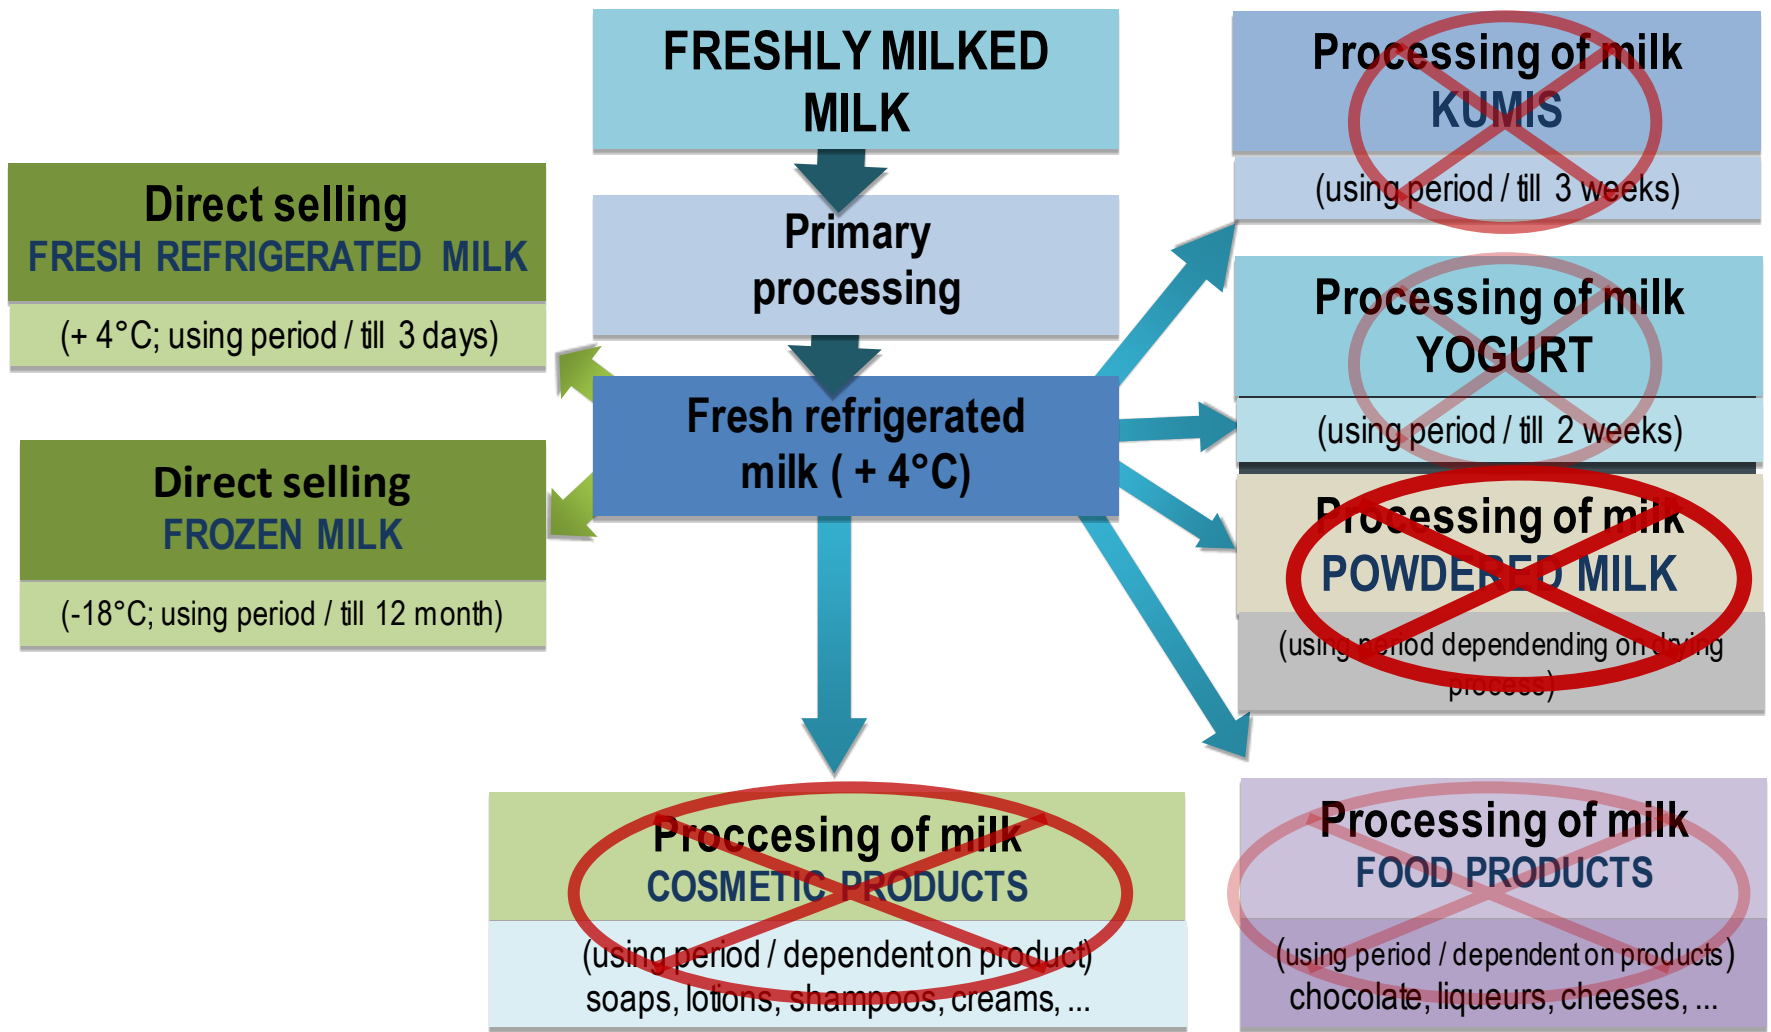 FRESHLY MILKED
MILK
Primary
processing
Fresh refrigerated
milk ( + 4°C)
Direct selling
FRESH REFRIGERATED MILK
(+ 4°C; using period / till 3 days)
Direct selling
FROZEN MILK
(-18°C; using period / till 12 month)
Processing of milk
KUMIS
(using period / till 3 weeks)
Processing of milk
YOGURT
(using period / till 2 weeks)
Processing of milk
POWDERED MILK
(using period dependending on drying
process)
Proccesing of milk
COSMETIC PRODUCTS
(using period / dependent on product)
soaps, lotions, shampoos, creams, ...
Processing of milk
FOOD PRODUCTS
(using period / dependent on products)
chocolate, liqueurs, cheeses, ...